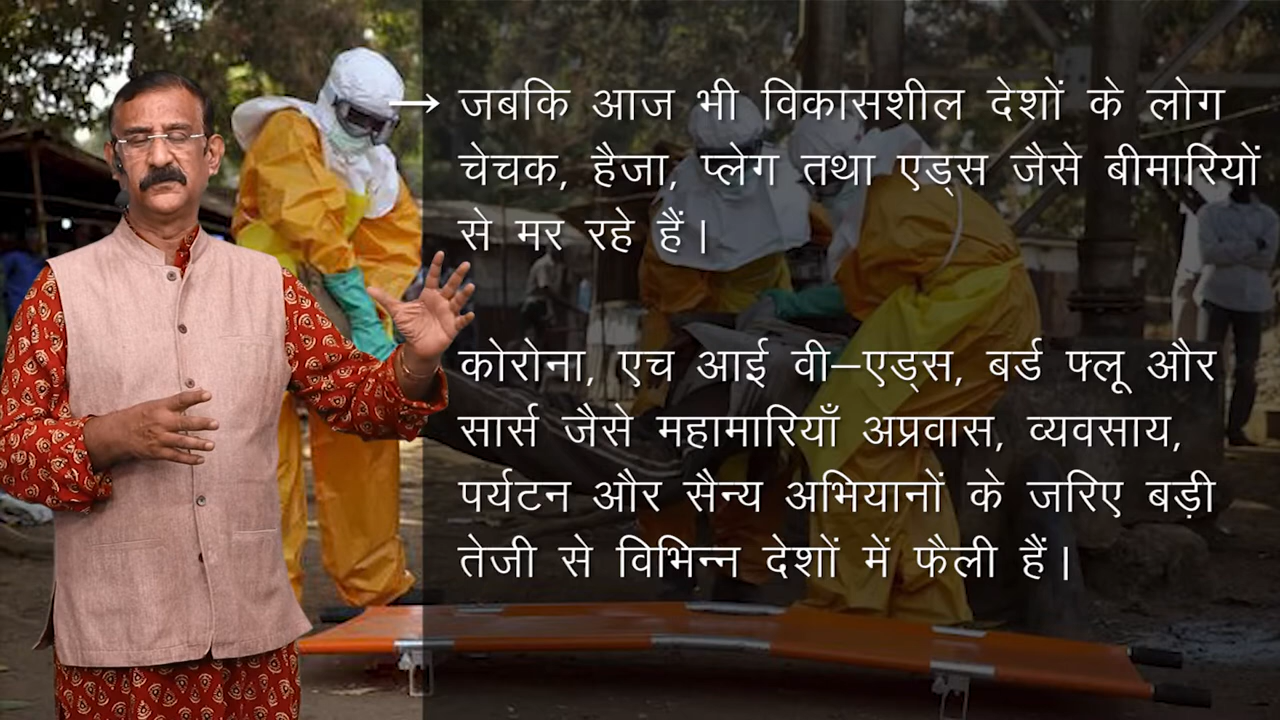 → जबकि आज भी विकासशील देशों के लोग
चेचक, हैजा, प्लेग तथा एड्स जैसे बीमारियों
से मर रहे हैं।
कोरोना, एच आई वी–एड्स, बर्ड फ्लू और
सार्स जैसे महामारियाँ अप्रवास, व्यवसाय,
पर्यटन और सैन्य अभियानों के जरिए बड़ी
तेजी से विभिन्न देशों में फैली हैं।